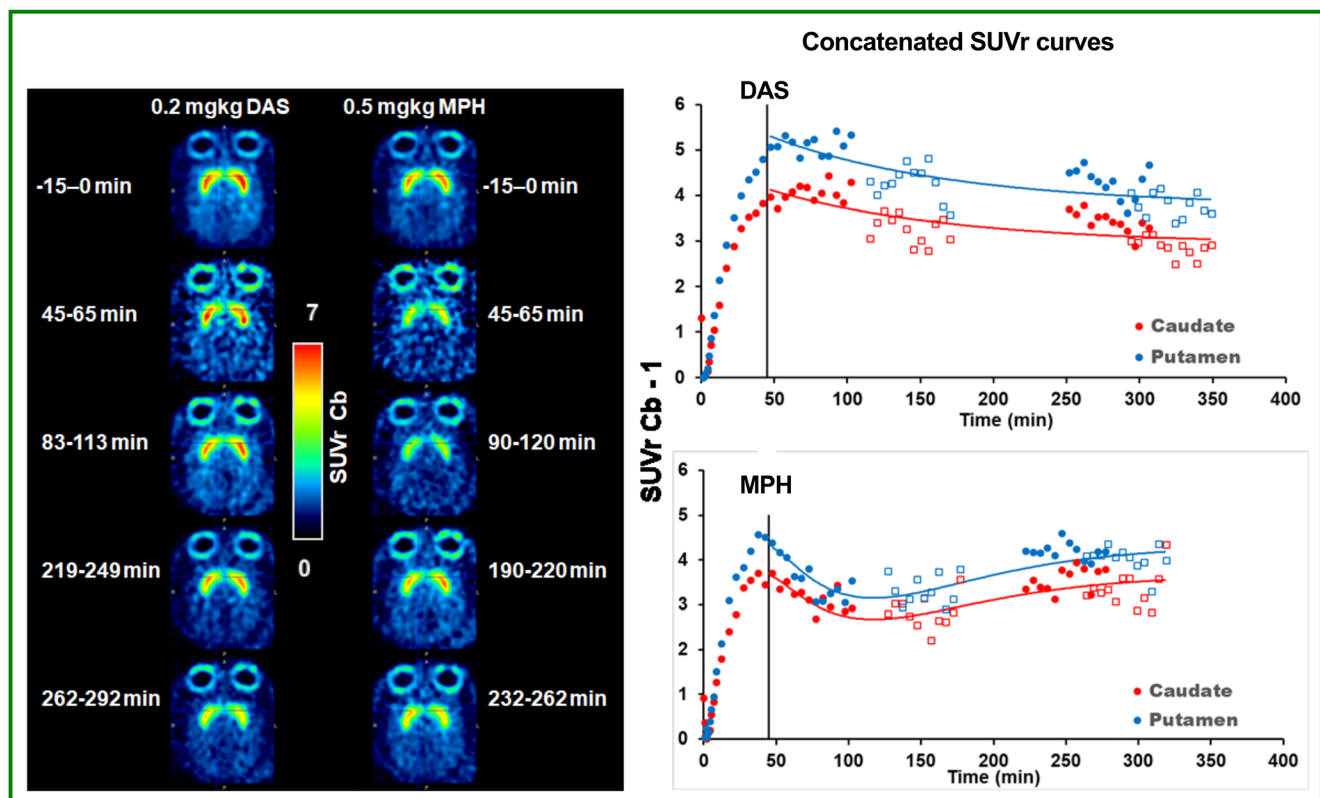 Concatenated SUVr curves
0.2 mgkg DAS 0.5 mgkg MPH
-15–0 min -15–0 min
45-65 min 45-65 min
7
SUVr Cb
0
83-113 min 90-120 min
219-249 min 190-220 min
262-292 min 232-262 min
DAS
6
5
4
3
2
1
0
0 50 100 150 200 250 300 350 400
Time (min)
Caudate
Putamen
SUVr Cb - 1
MPH
6
5
4
3
2
1
0
0 50 100 150 200 250 300 350 400
Time (min)
Caudate
Putamen